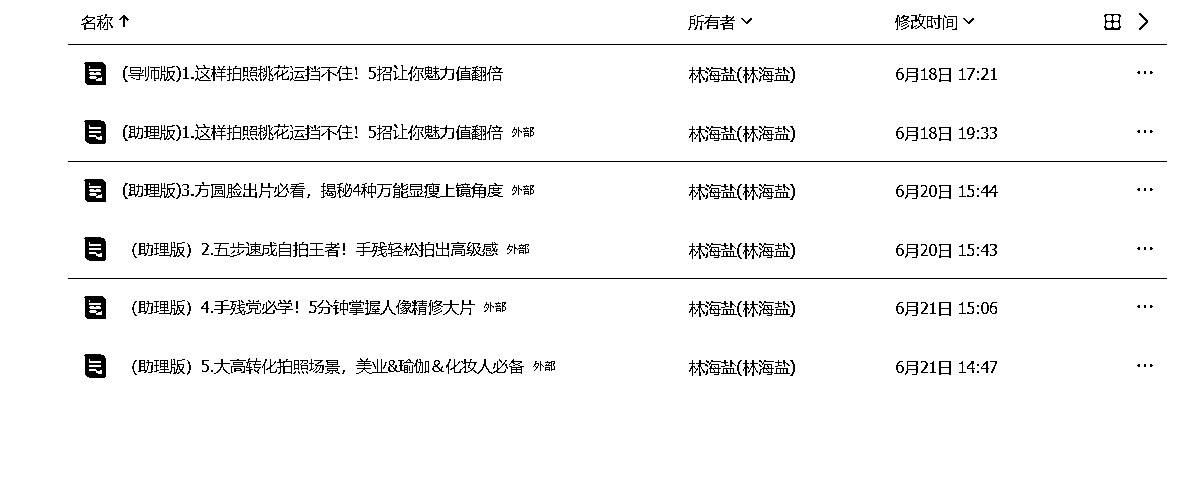 名称 所有者 修改时间
(导师版)1.这样拍照桃花运挡不住！5招让你魅力值翻倍 林海盐(林海盐) 6月18日 17:21
(助理版)1.这样拍照桃花运挡不住！5招让你魅力值翻倍 外部 林海盐(林海盐) 6月18日 19:33
(助理版)3.方圆脸出片必看，揭秘4种万能显瘦上镜角度 外部 林海盐(林海盐) 6月20日 15:44
（助理版）2.五步速成自拍王者！手残轻松拍出高级感 外部 林海盐(林海盐) 6月20日 15:43
（助理版）4.手残党必学！5分钟掌握人像精修大片 外部 林海盐(林海盐) 6月21日 15:06
（助理版）5.大高转化拍照场景，美业&瑜伽＆化妆人必备 外部 林海盐(林海盐) 6月21日 14:47